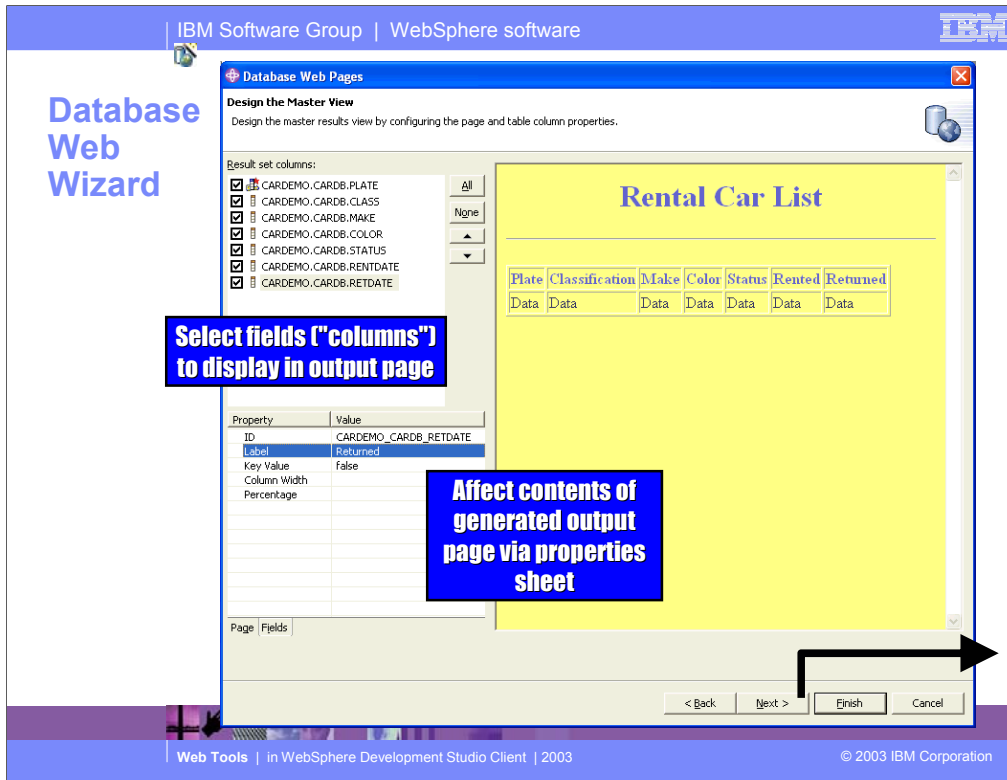 IBM Software Group | WebSphere software
IBM
Database
Web
Wizard
Database Web Pages
Design the Master View
Design the master results view by configuring the page and table column properties.
Result set columns:
CARDEMO.CARDB.PLATE
CARDEMO.CARDB.CLASS
CARDEMO.CARDB.MAKE
CARDEMO.CARDB.COLOR
CARDEMO.CARDB.STATUS
CARDEMO.CARDB.RENTDATE
CARDEMO.CARDB.RETDATE
All
None
Rental Car List
Plate Classification Make Color Status Rented Returned
Data Data Data Data Data Data Data
Select fields ("columns")
to display in output page
Property Value
ID CARDEMO_CARDB_RETDATE
Label Returned
Key Value false
Column Width
Percentage
Affect contents of
generated output
page via properties
sheet
Page Fields
< Back Next > Finish Cancel
Web Tools | in WebSphere Development Studio Client | 2003
© 2003 IBM Corporation